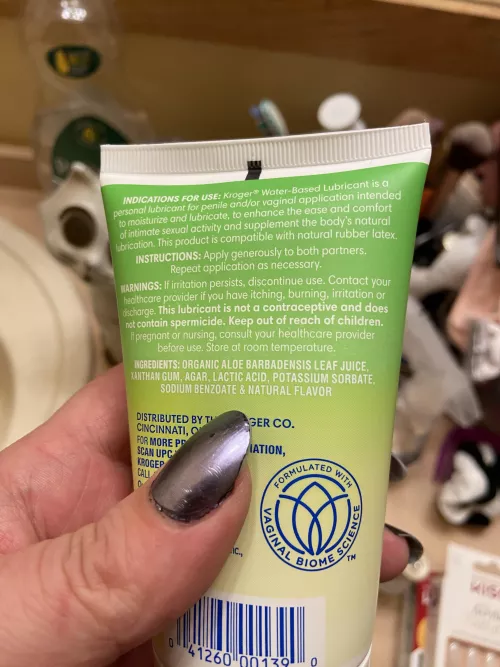 INDICATIONS FOR USE: Kroger® Water-Based Lubricant is a
personal lubricant for penile and/or vaginal application intended
to moisturize and lubricate, to enhance the ease and comfort
of intimate sexual activity and supplement the body's natural
lubrication. This product is compatible with natural rubber latex.
INSTRUCTIONS: Apply generously to both partners.
Repeat application as necessary.
WARNINGS: If irritation persists, discontinue use. Contact your
healthcare provider if you have itching, burning, irritation or
discharge. This lubricant is not a contraceptive and does
not contain spermicide. Keep out of reach of children.
If pregnant or nursing, consult your healthcare provider
before use. Store at room temperature.
INGREDIENTS: ORGANIC ALOE BARBADENSIS LEAF JUICE,
XANTHAN GUM, AGAR, LACTIC ACID, POTASSIUM SORBATE,
SODIUM BENZOATE & NATURAL FLAVOR
DISTRIBUTED BY
CO.
CINCINNATI,
FOR MORE
SCAN UPC
KROGER
FORMULATED WITH
VAGINAL BIOME SCIENCE
TM
0 41260 00139 0